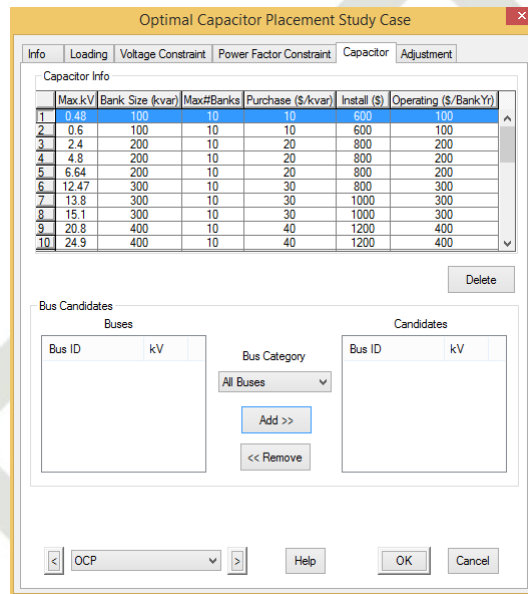 Optimal Capacitor Placement Study Case
Info Loading Voltage Constraint Power Factor Constraint Capacitor Adjustment
Capacitor Info
Max.kV Bank Size (kvar) Max#Banks Purchase ($/kvar) Install ($) Operating ($/BankYr)
1 0.48 100 10 10 600 100
2 0.6 100 10 10 600 100
3 2.4 200 10 20 800 200
4 4.8 200 10 20 800 200
5 6.64 200 10 20 800 200
6 12.47 300 10 30 800 300
7 13.8 300 10 30 1000 300
8 15.1 300 10 30 1000 300
9 20.8 400 10 40 1200 400
10 24.9 400 10 40 1200 400
Delete
Bus Candidates
Buses Candidates
Bus ID kV Bus ID kV
Bus Category
All Buses
Add >>
<< Remove
< OCP > Help OK Cancel